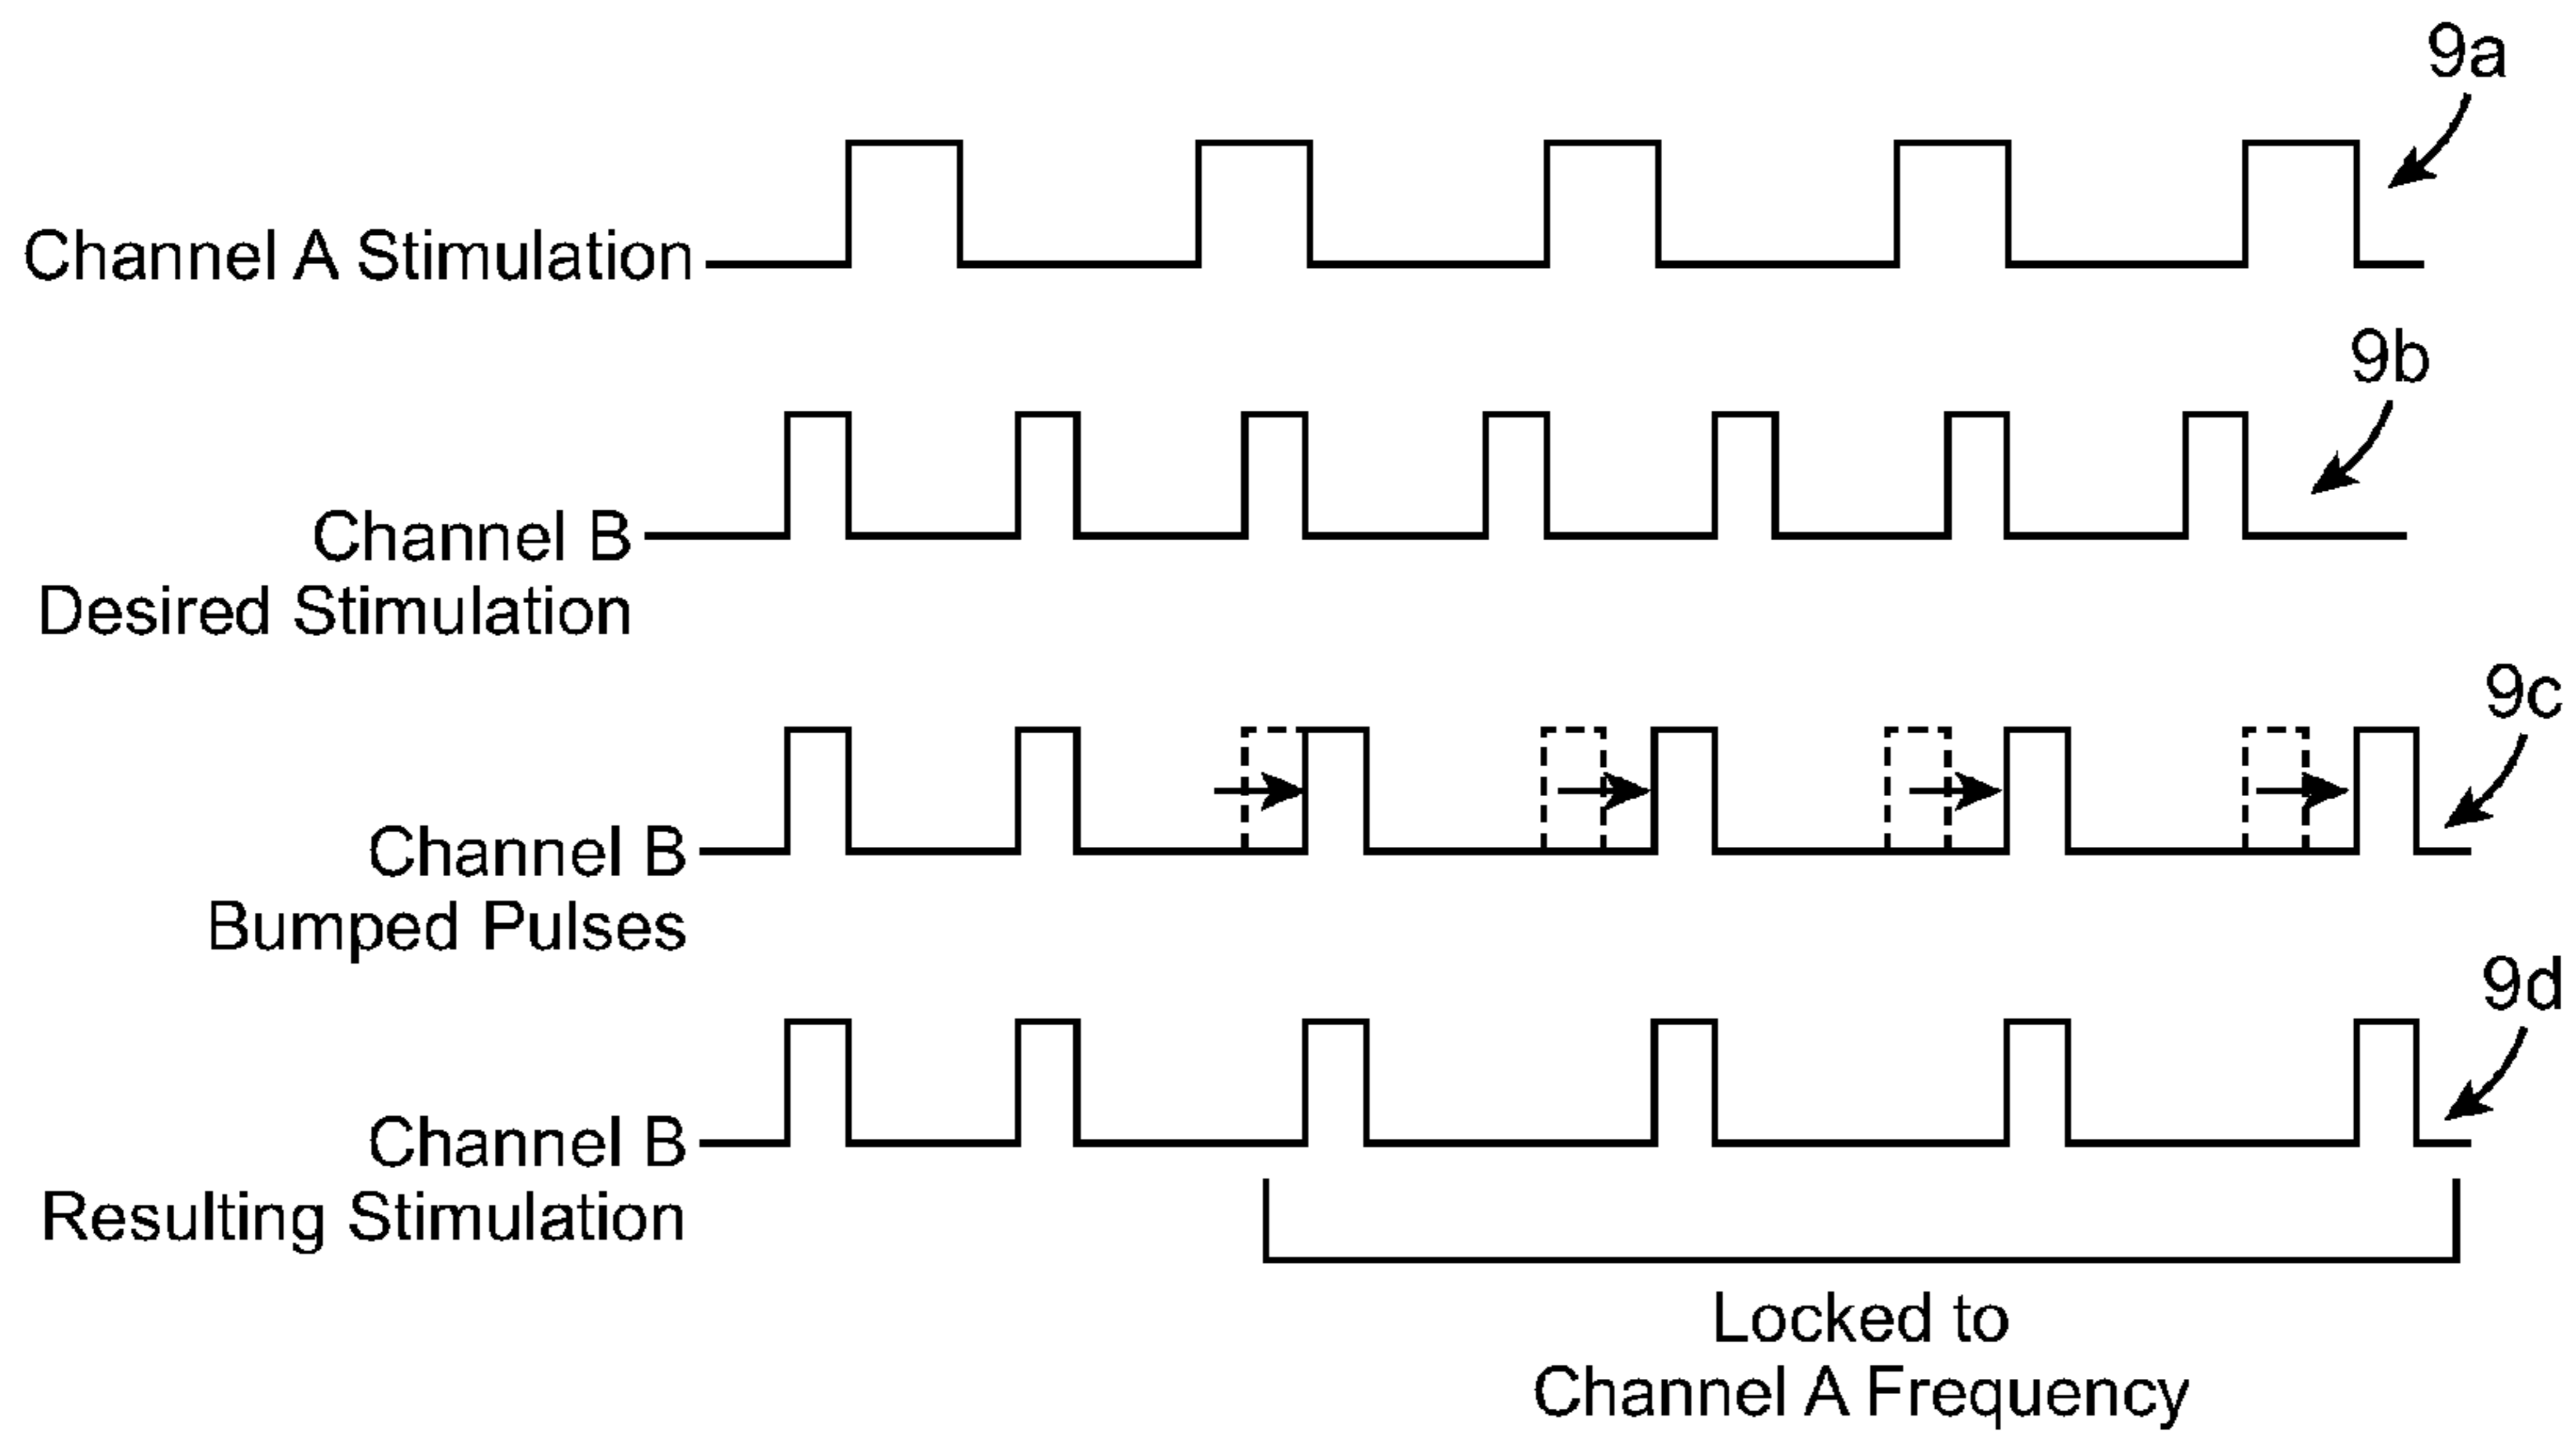 9a
Channel A Stimulation
9b
Channel B
Desired Stimulation
9c
Channel B
Bumped Pulses
9d
Channel B
Resulting Stimulation
Locked to
Channel A Frequency